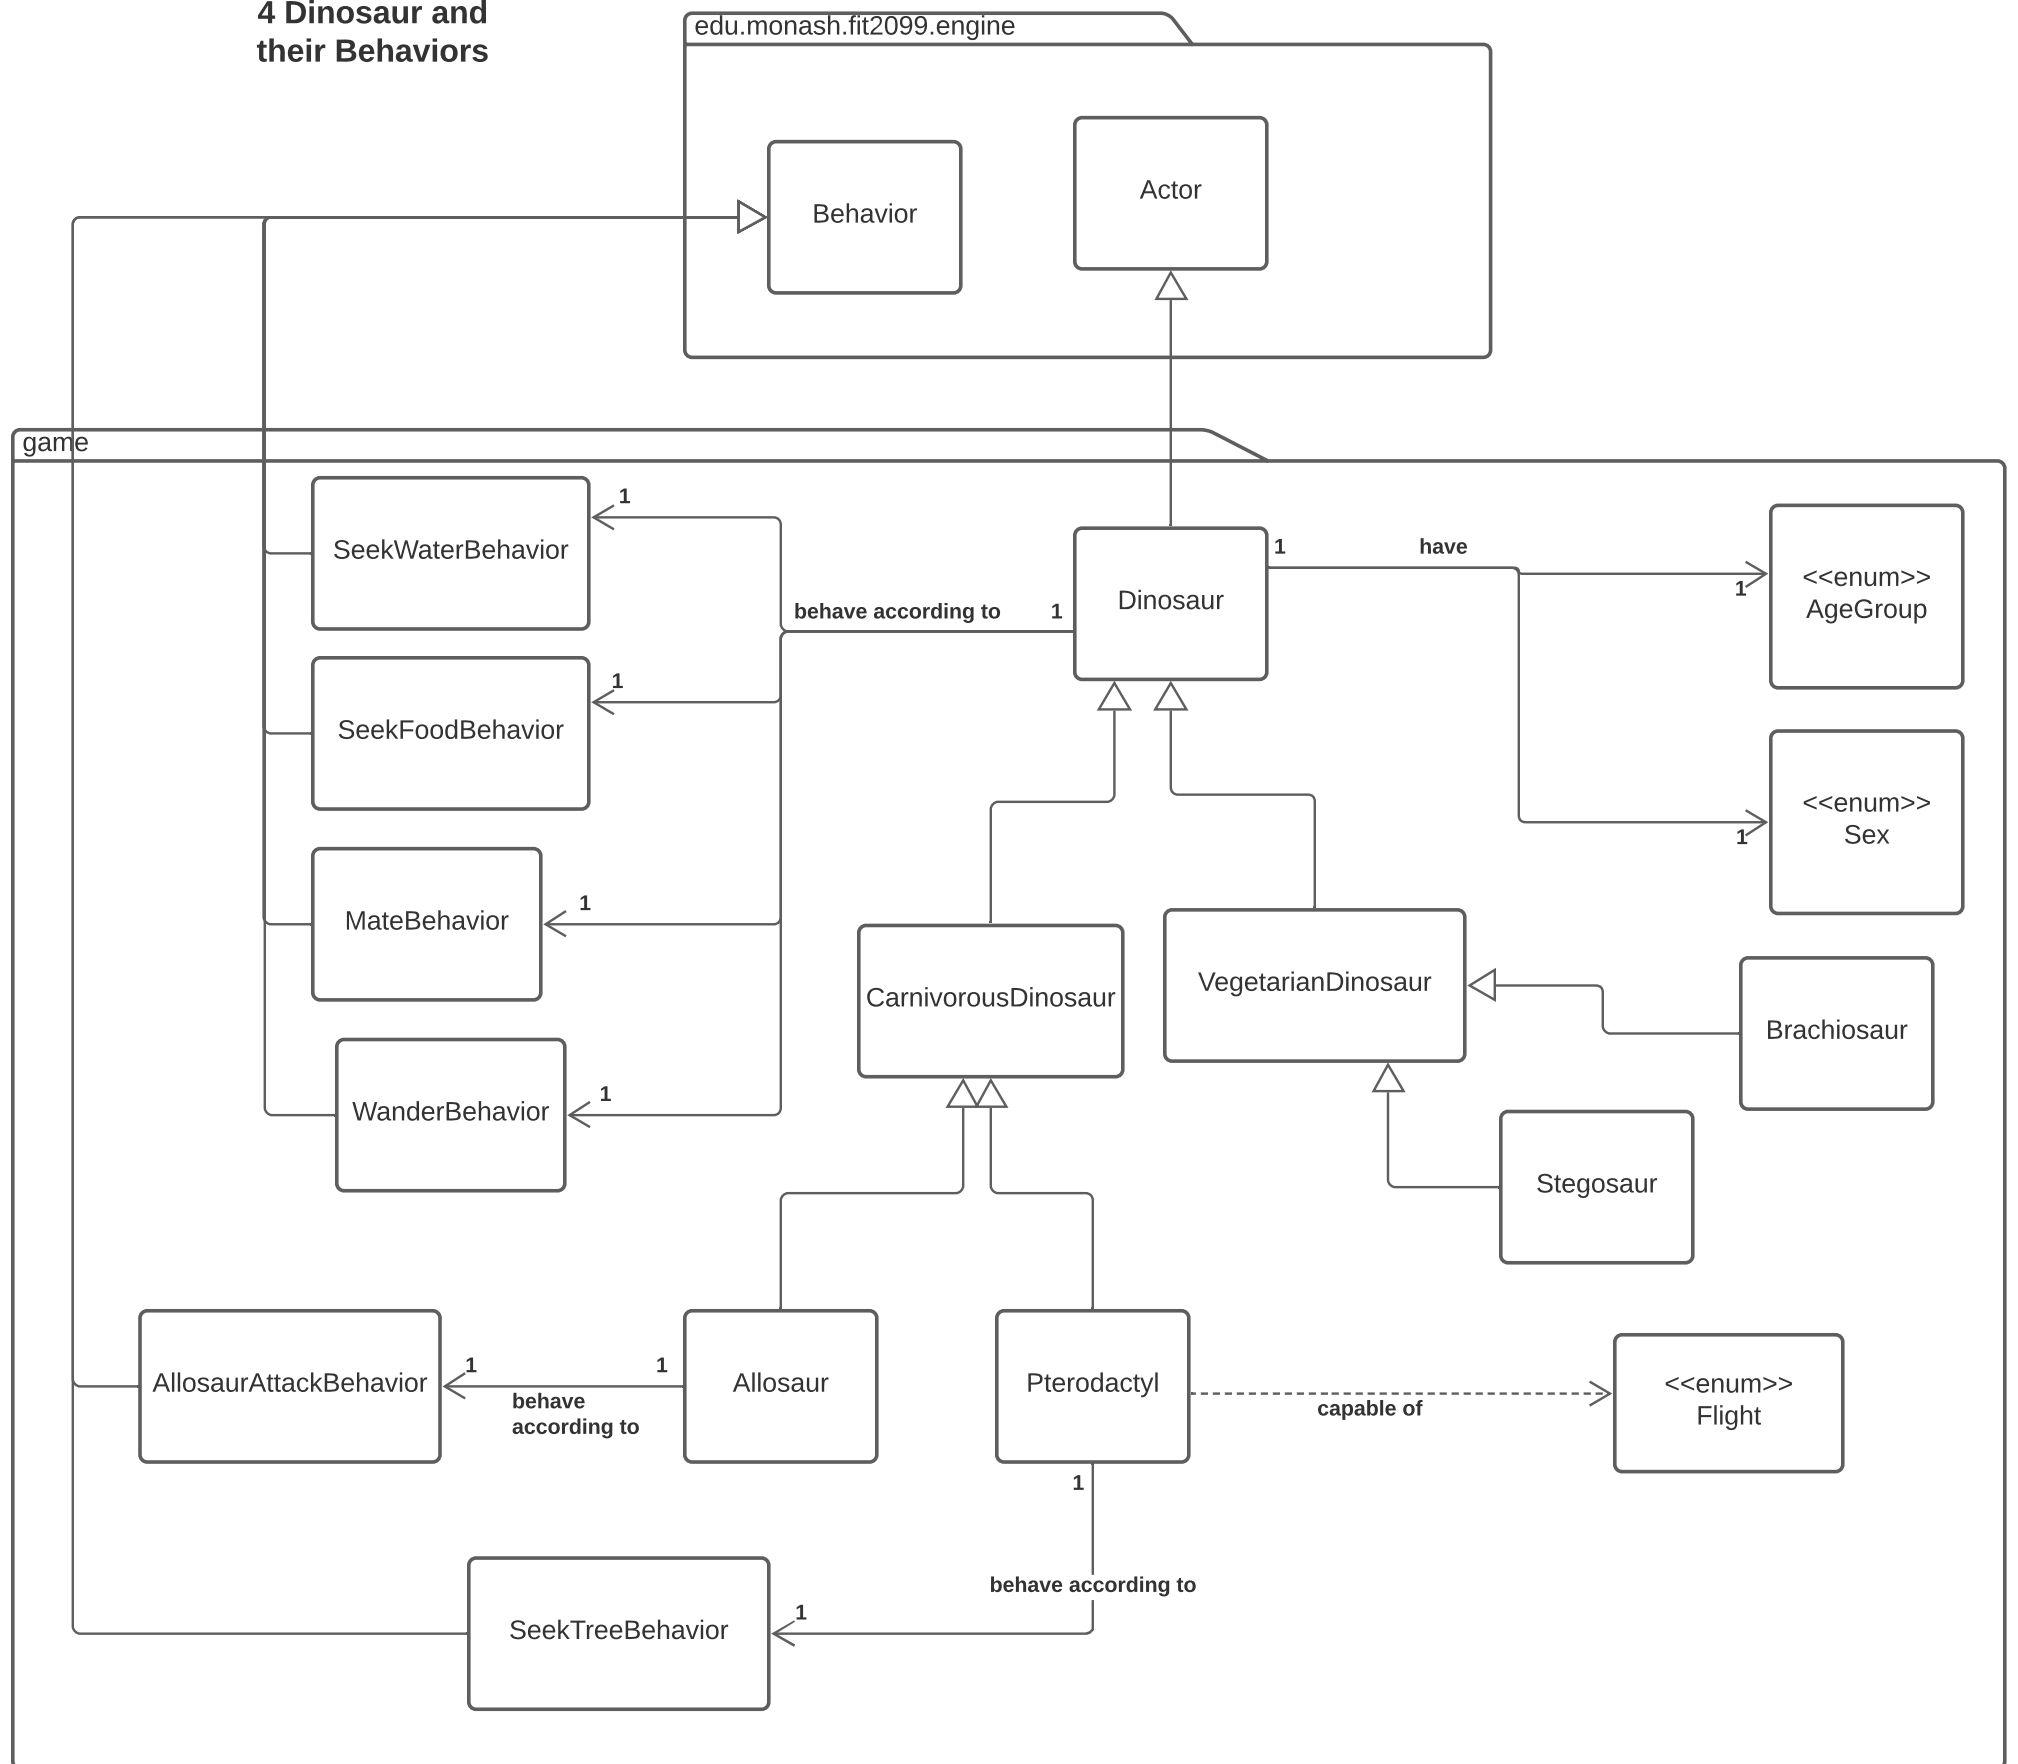 4 Dinosaur and
their Behaviors
edu.monash.fit2099.engine
Actor
Behavior
game
1
SeekWaterBehavior
1
have
<<enum>>
AgeGroup
1
Dinosaur
behave according to
1
1
SeekFoodBehavior
<<enum>>
Sex
1
1
MateBehavior
CarnivorousDinosaur
VegetarianDinosaur
Brachiosaur
1
WanderBehavior
Stegosaur
AllosaurAttackBehavior
1
1
behave
according to
Allosaur
Pterodactyl
capable of
<<enum>>
Flight
1
behave according to
1
SeekTreeBehavior